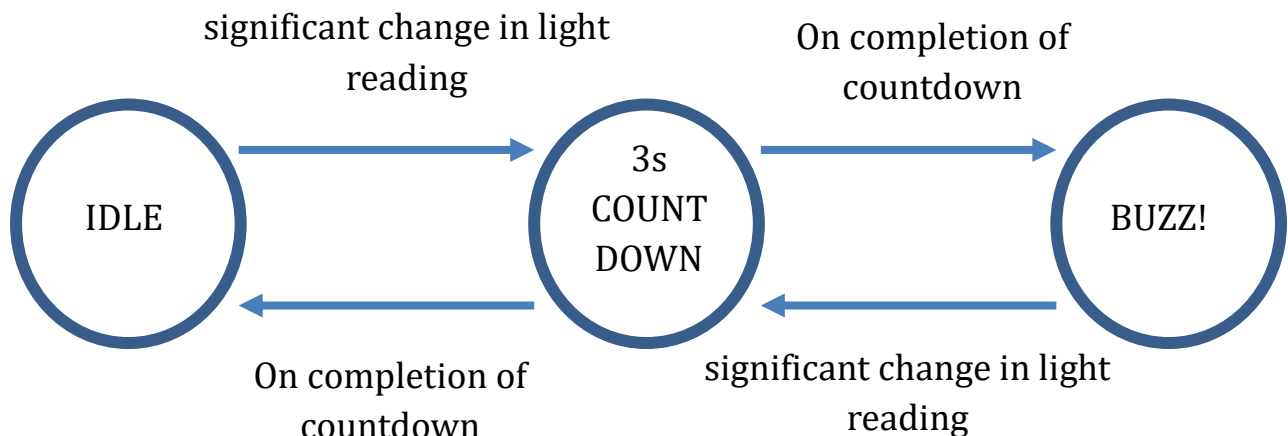 significant change in light
reading
On completion of
countdown
IDLE
3s
COUNT
DOWN
BUZZ!
On completion of
countdown
significant change in light
reading